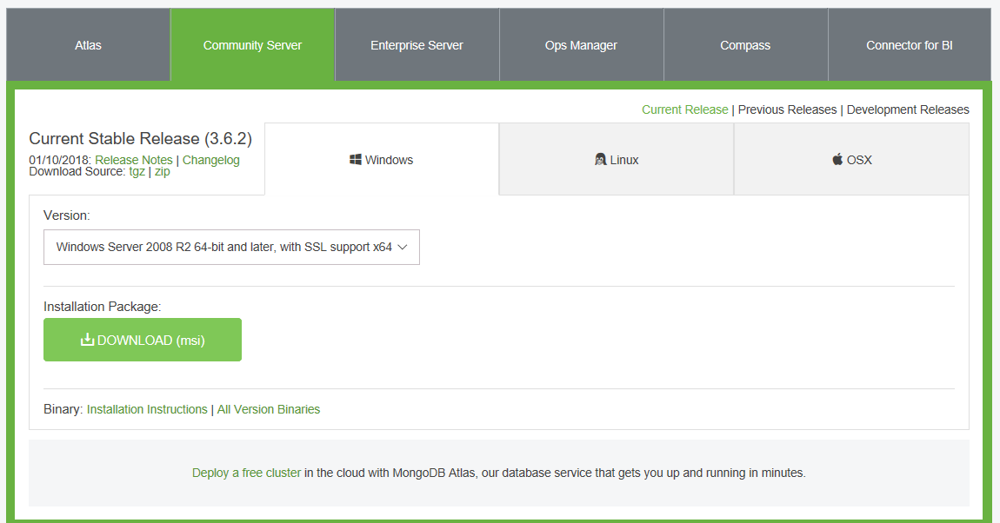 Atlas
Community Server
Enterprise Server
Ops Manager
Compass
Connector for BI
Current Release | Previous Releases | Development Releases
Current Stable Release (3.6.2)
01/10/2018: Release Notes | Changelog
Download Source: tgz | zip
Windows
Linux
OSX
Version:
Windows Server 2008 R2 64-bit and later, with SSL support x64
Installation Package:
DOWNLOAD (msi)
Binary: Installation Instructions | All Version Binaries
Deploy a free cluster in the cloud with MongoDB Atlas, our database service that gets you up and running in minutes.